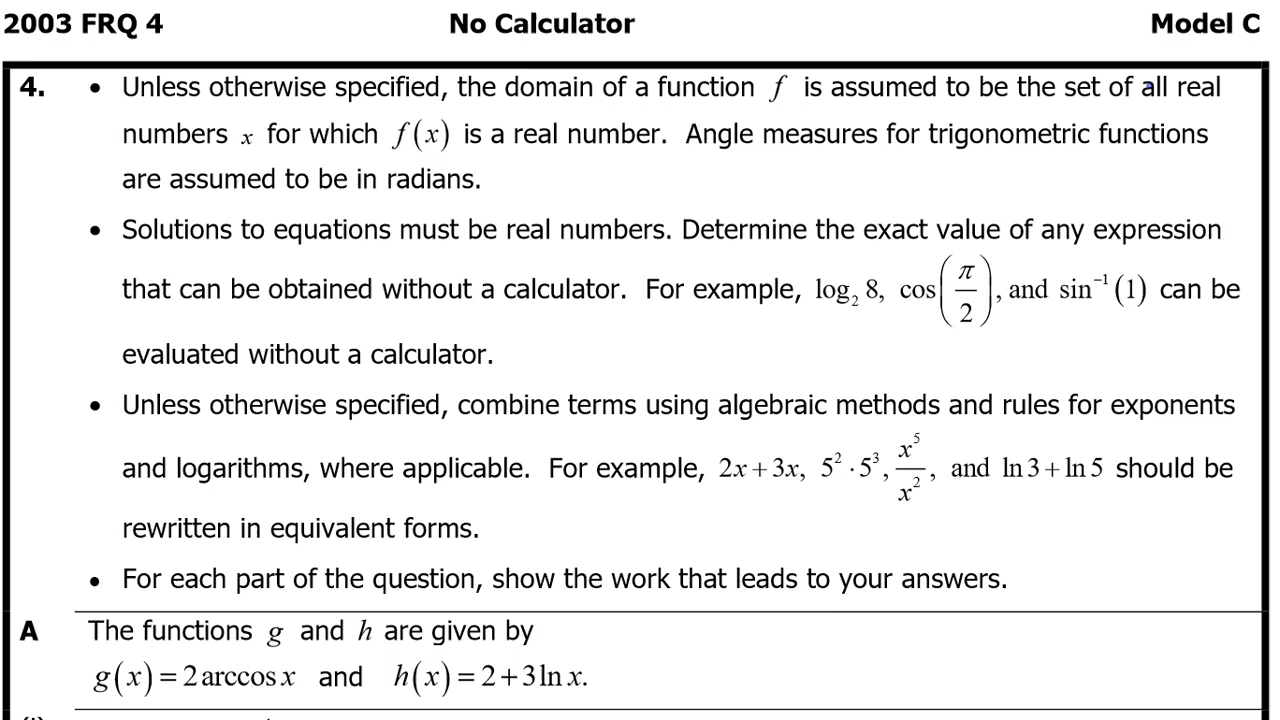 2003 FRQ 4 No Calculator Model C
4. • Unless otherwise specified, the domain of a function f is assumed to be the set of all real
numbers x for which f(x) is a real number. Angle measures for trigonometric functions
are assumed to be in radians.
• Solutions to equations must be real numbers. Determine the exact value of any expression
that can be obtained without a calculator. For example, log₂ 8, cos(π/2), and sin⁻¹(1) can be
evaluated without a calculator.
• Unless otherwise specified, combine terms using algebraic methods and rules for exponents
and logarithms, where applicable. For example, 2x + 3x, 5² · 5³, x⁵/x², and ln 3 + ln 5 should be
rewritten in equivalent forms.
• For each part of the question, show the work that leads to your answers.
A The functions g and h are given by
g(x) = 2 arccos x and h(x) = 2 + 3 ln x.